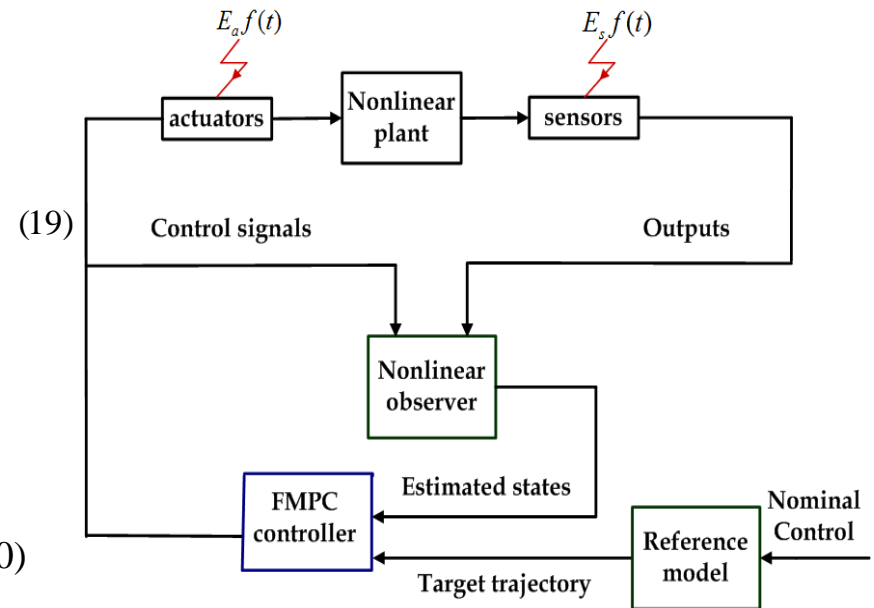 E_a f(t)
E_s f(t)
actuators
Nonlinear
plant
sensors
(19)
Control signals
Outputs
Nonlinear
observer
Estimated states
FMPC
controller
Nominal
Control
Reference
model
Target trajectory
0)